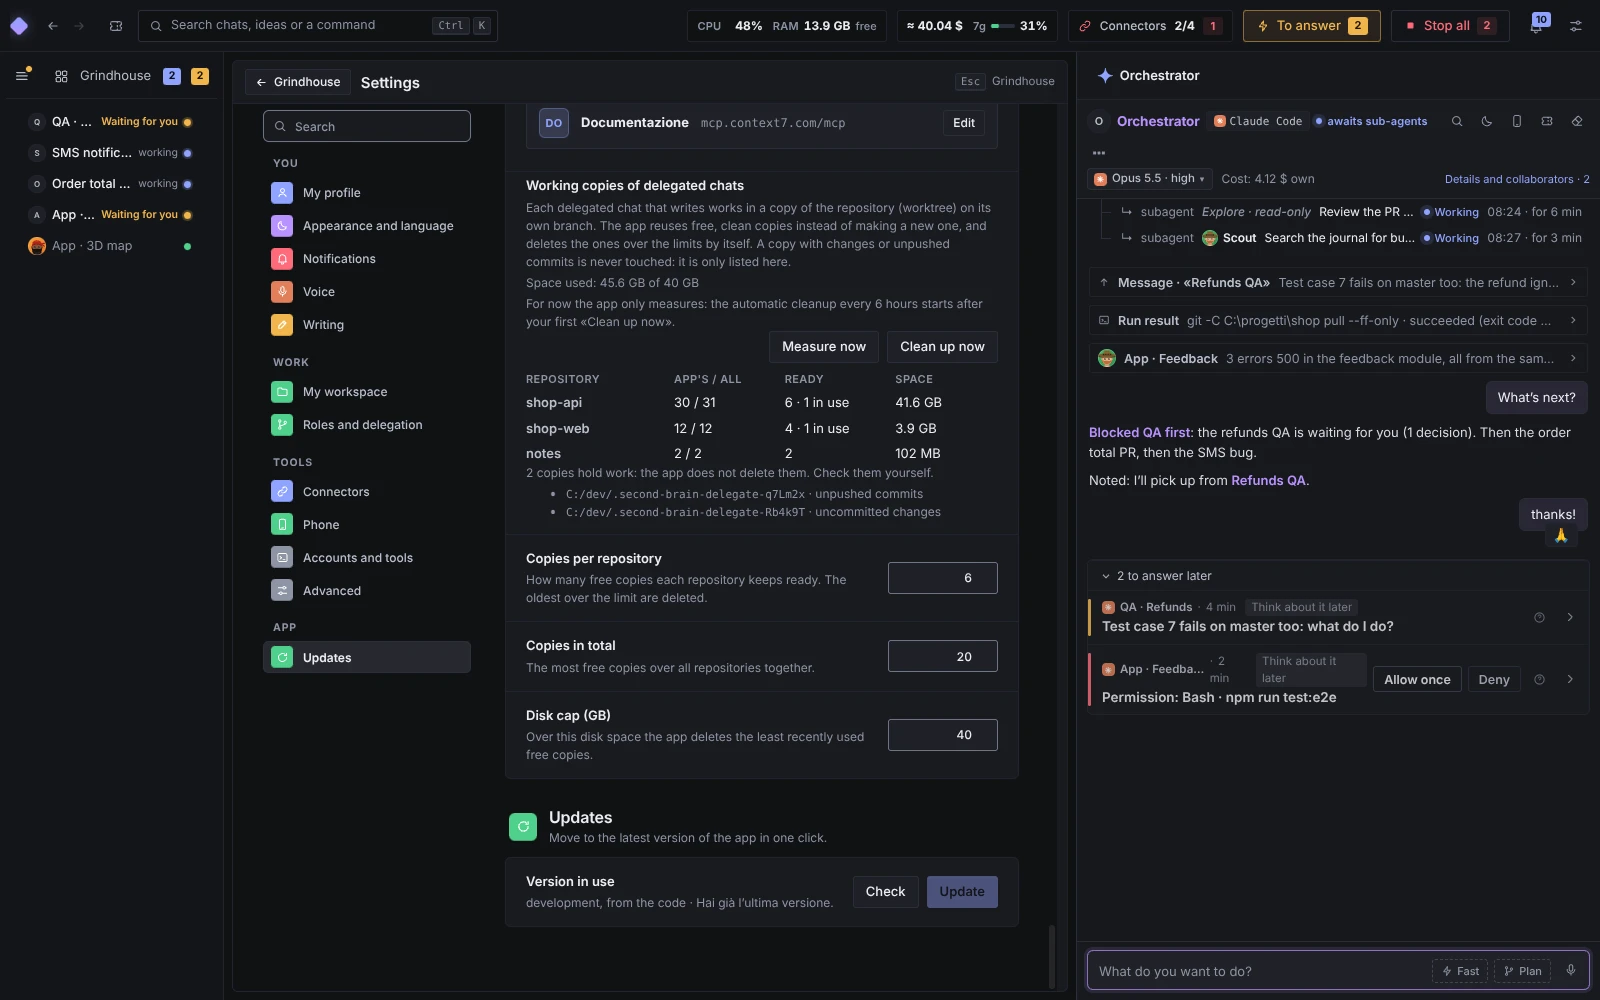 Search chats, ideas or a command
Ctrl K
CPU 48% RAM 13.9 GB free
≈ 40.04 $ 7g 31%
Connectors 2/4 1
To answer 2
Stop all 2
10
Grindhouse 2 2
Q QA · ... Waiting for you
S SMS notific... working
O Order total ... working
A App ·... Waiting for you
App · 3D map
← Grindhouse
Settings
Esc Grindhouse
Search
YOU
My profile
Appearance and language
Notifications
Voice
Writing
WORK
My workspace
Roles and delegation
TOOLS
Connectors
Phone
Accounts and tools
Advanced
APP
Updates
DO Documentazione mcp.context7.com/mcp Edit
Working copies of delegated chats
Each delegated chat that writes works in a copy of the repository (worktree) on its
own branch. The app reuses free, clean copies instead of making a new one, and
deletes the ones over the limits by itself. A copy with changes or unpushed
commits is never touched: it is only listed here.
Space used: 45.6 GB of 40 GB
For now the app only measures: the automatic cleanup every 6 hours starts after
your first «Clean up now».
Measure now
Clean up now
REPOSITORY APP'S / ALL READY SPACE
shop-api 30 / 31 6 · 1 in use 41.6 GB
shop-web 12 / 12 4 · 1 in use 3.9 GB
notes 2 / 2 2 102 MB
2 copies hold work: the app does not delete them. Check them yourself.
• C:/dev/.second-brain-delegate-q7Lm2x · unpushed commits
• C:/dev/.second-brain-delegate-Rb4k9T · uncommitted changes
Copies per repository
How many free copies each repository keeps ready. The
oldest over the limit are deleted.
6
Copies in total
The most free copies over all repositories together.
20
Disk cap (GB)
Over this disk space the app deletes the least recently used
free copies.
40
Updates
Move to the latest version of the app in one click.
Version in use
development, from the code · Hai già l'ultima versione.
Check
Update
Orchestrator
O Orchestrator Claude Code awaits sub-agents
•••
Opus 5.5 · high Cost: 4.12 $ own Details and collaborators · 2
subagent Explore · read-only Review the PR ... Working 08:24 · for 6 min
subagent Scout Search the journal for bu... Working 08:27 · for 3 min
Message · «Refunds QA» Test case 7 fails on master too: the refund ign...
Run result git -C C:\progetti\shop pull --ff-only · succeeded (exit code ...
App · Feedback 3 errors 500 in the feedback module, all from the sam...
What's next?
Blocked QA first: the refunds QA is waiting for you (1 decision). Then the order
total PR, then the SMS bug.
Noted: I'll pick up from Refunds QA.
thanks!
🙏
2 to answer later
QA · Refunds · 4 min Think about it later
Test case 7 fails on master too: what do I do?
App · Feedba... · 2 min Think about it later
Permission: Bash · npm run test:e2e
Allow once
Deny
What do you want to do?
Fast
Plan